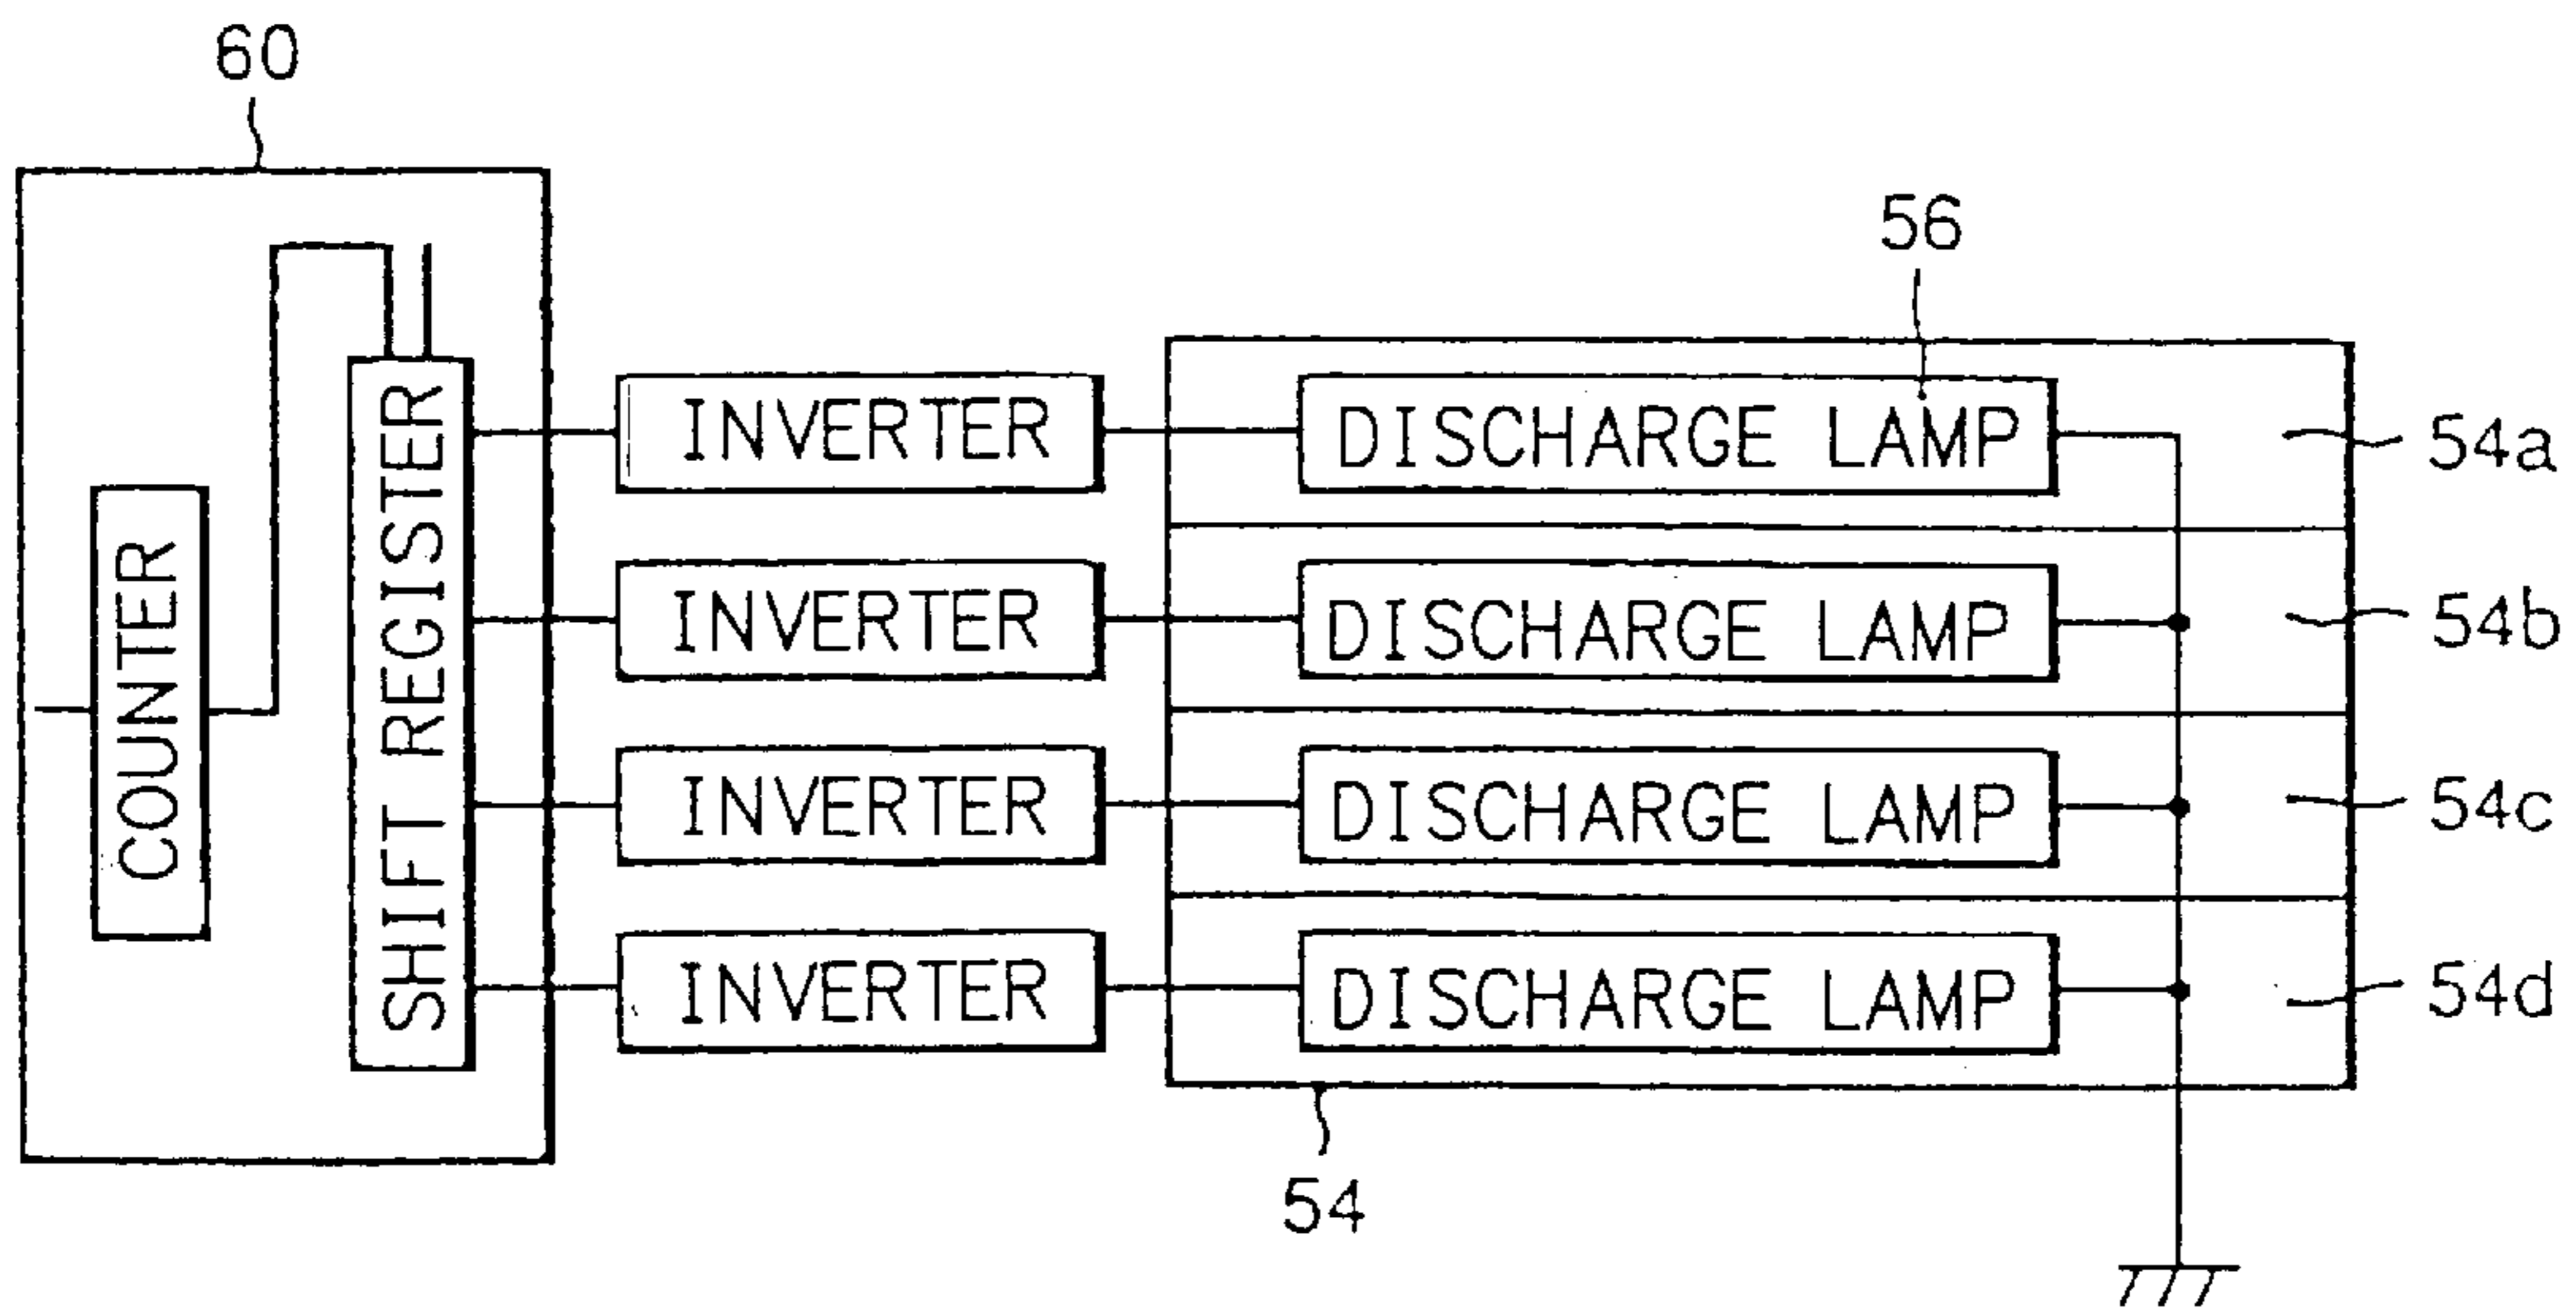 60
56
COUNTER
SHIFT REGISTER
INVERTER
DISCHARGE LAMP
54a
INVERTER
DISCHARGE LAMP
54b
INVERTER
DISCHARGE LAMP
54c
INVERTER
DISCHARGE LAMP
54d
54